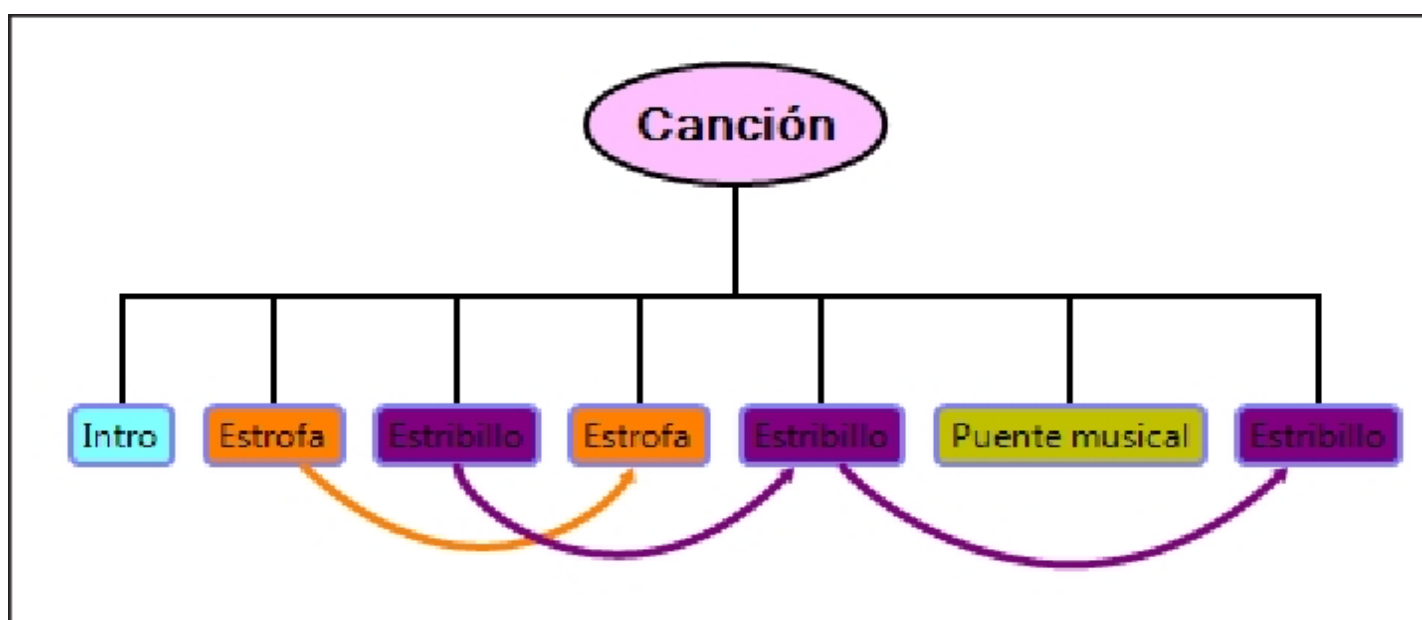 Canción
Intro
Estrofa
Estribillo
Estrofa
Estribillo
Puente musical
Estribillo